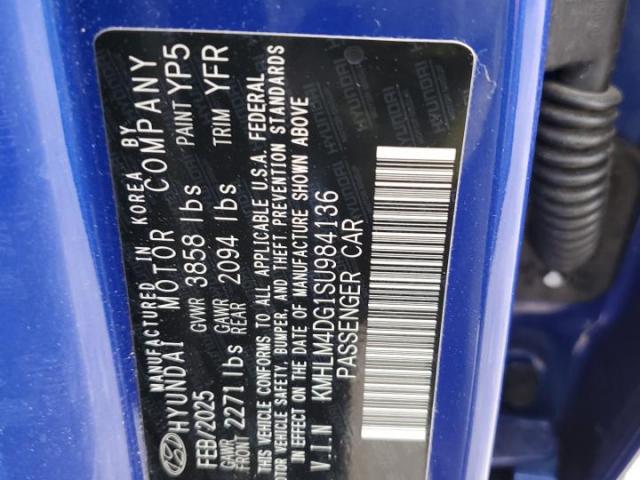 MANUFACTURED IN KOREA BY
HYUNDAI MOTOR COMPANY
FEB/2025 GVWR 3858 lbs PAINT YP5
GAWR FRONT 2271 lbs GAWR REAR 2094 lbs TRIM YFR
THIS VEHICLE CONFORMS TO ALL APPLICABLE U.S.A. FEDERAL
MOTOR VEHICLE SAFETY, BUMPER, AND THEFT PREVENTION STANDARDS
IN EFFECT ON THE DATE OF MANUFACTURE SHOWN ABOVE
V.I.N KMHLM4DG1SU984136
PASSENGER CAR